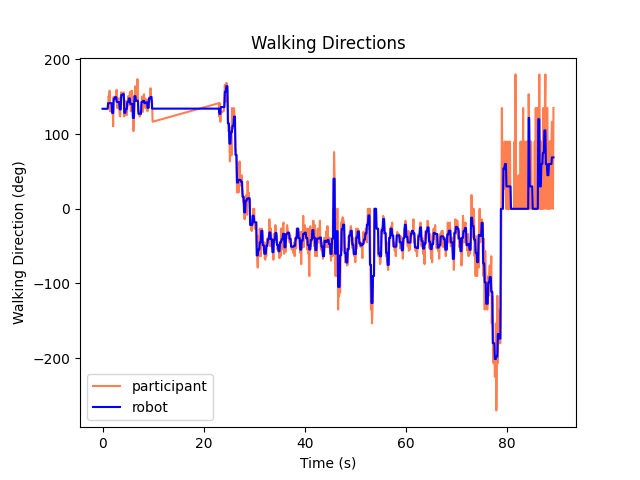 Walking Directions
200
100
0
−100
−200
Walking Direction (deg)
participant
robot
0 20 40 60 80
Time (s)